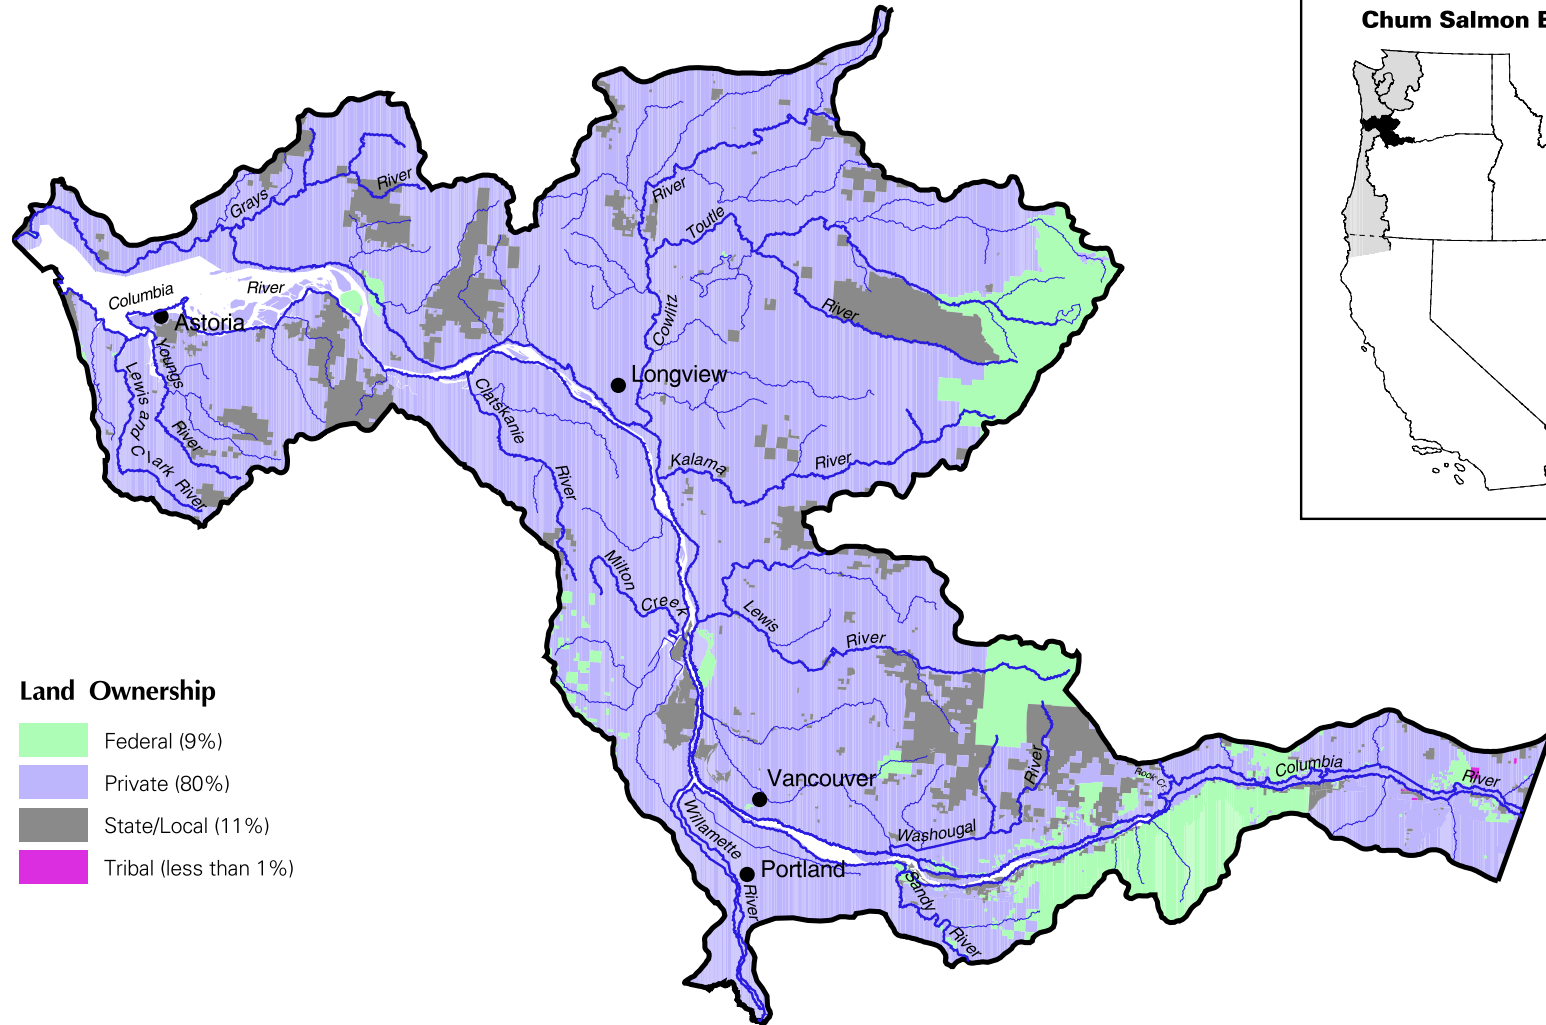 Chum Salmon E
Grays
River
River
Toutle
Columbia
River
Astoria
River
Cowlitz
Longview
Youngs
River
Lewis and
Clark River
Clatskanie
River
Kalama
River
Milton
Creek
Lewis
River
Land Ownership
Federal (9%)
Private (80%)
State/Local (11%)
Tribal (less than 1%)
Vancouver
River
Rock Cr.
Columbia
River
Washougal
Willamette
River
Portland
Sandy
River